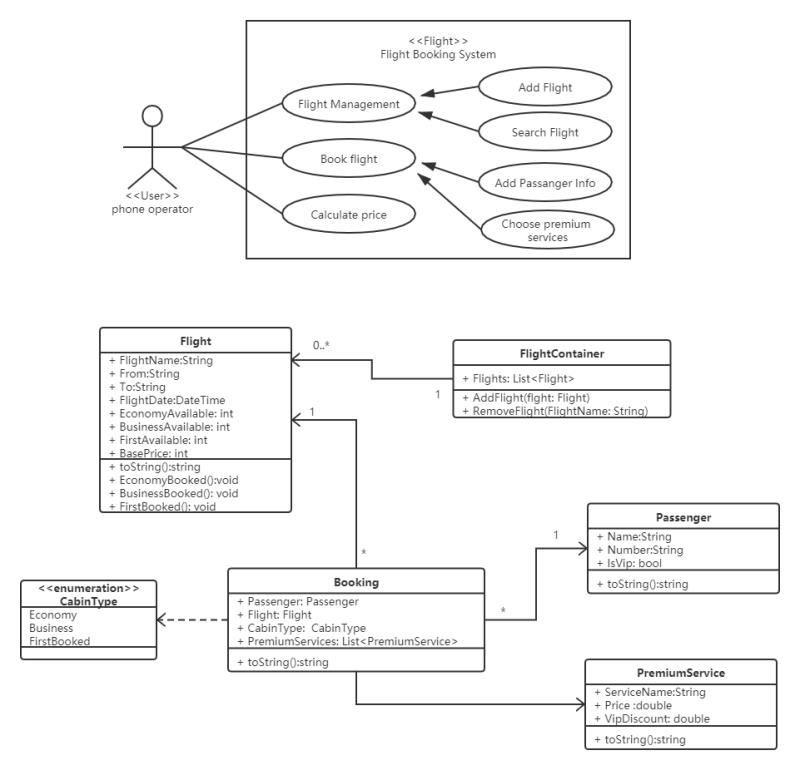 <<Flight>>
Flight Booking System
Flight Management
Add Flight
Search Flight
Book flight
Add Passanger Info
Calculate price
Choose premium
services
<<User>>
phone operator
Flight
+ FlightName:String
+ From:String
+ To:String
+ FlightDate:DateTime
+ EconomyAvailable: int
+ BusinessAvailable: int
+ FirstAvailable: int
+ BasePrice: int
+ toString():string
+ EconomyBooked():void
+ BusinessBooked(): void
+ FirstBooked(): void
0..*
1
FlightContainer
+ Flights: List<Flight>
+ AddFlight(flght: Flight)
+ RemoveFlight(FlightName: String)
1
*
Passenger
+ Name:String
+ Number:String
+ IsVip: bool
+ toString():string
1
*
<<enumeration>>
CabinType
Economy
Business
FirstBooked
Booking
+ Passenger: Passenger
+ Flight: Flight
+ CabinType:  CabinType
+ PremiumServices: List<PremiumService>
+ toString():string
PremiumService
+ ServiceName:String
+ Price :double
+ VipDiscount: double
+ toString():string